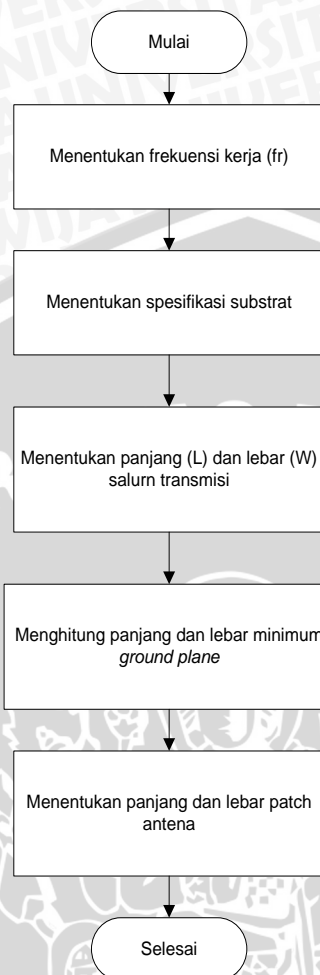 Mulai
Menentukan frekuensi kerja (fr)
Menentukan spesifikasi substrat
Menentukan panjang (L) dan lebar (W)
salurn transmisi
Menghitung panjang dan lebar minimum
ground plane
Menentukan panjang dan lebar patch
antena
Selesai